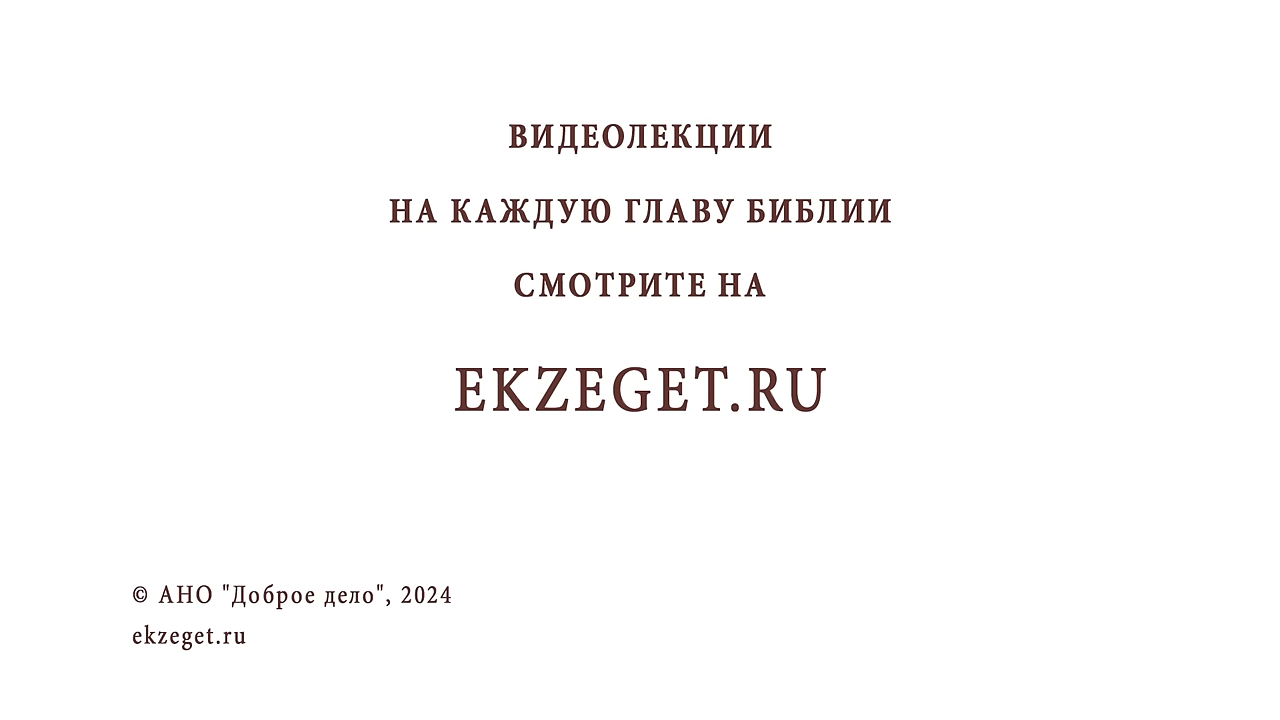 ВИДЕОЛЕКЦИИ
НА КАЖДУЮ ГЛАВУ БИБЛИИ
СМОТРИТЕ НА
EKZEGET.RU
© АНО "Доброе дело", 2024
ekzeget.ru